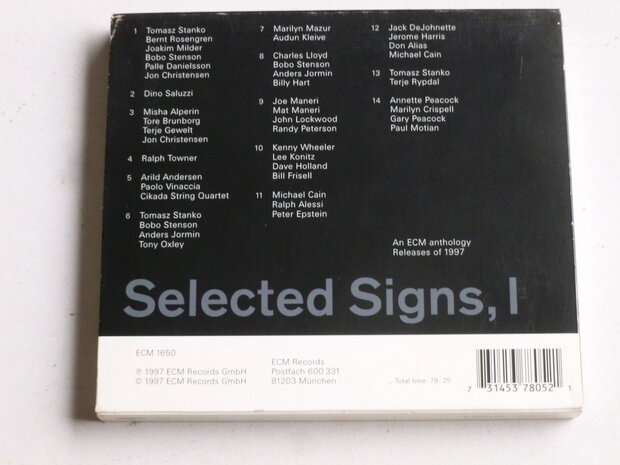 1 Tomasz Stanko
Bernt Rosengren
Joakim Milder
Bobo Stenson
Palle Danielsson
Jon Christensen
2 Dino Saluzzi
3 Misha Alperin
Tore Brunborg
Terje Gewelt
Jon Christensen
4 Ralph Towner
5 Arild Andersen
Paolo Vinaccia
Cikada String Quartet
6 Tomasz Stanko
Bobo Stenson
Anders Jormin
Tony Oxley
7 Marilyn Mazur
Audun Kleive
8 Charles Lloyd
Bobo Stenson
Anders Jormin
Billy Hart
9 Joe Maneri
Mat Maneri
John Lockwood
Randy Peterson
10 Kenny Wheeler
Lee Konitz
Dave Holland
Bill Frisell
11 Michael Cain
Ralph Alessi
Peter Epstein
12 Jack DeJohnette
Jerome Harris
Don Alias
Michael Cain
13 Tomasz Stanko
Terje Rypdal
14 Annette Peacock
Marilyn Crispell
Gary Peacock
Paul Motian
An ECM anthology
Releases of 1997
Selected Signs, I
ECM 1650
℗ 1997 ECM Records GmbH
© 1997 ECM Records GmbH
ECM Records
Postfach 600 331
81203 München
Total time: 78:25
7 31453 78052 1